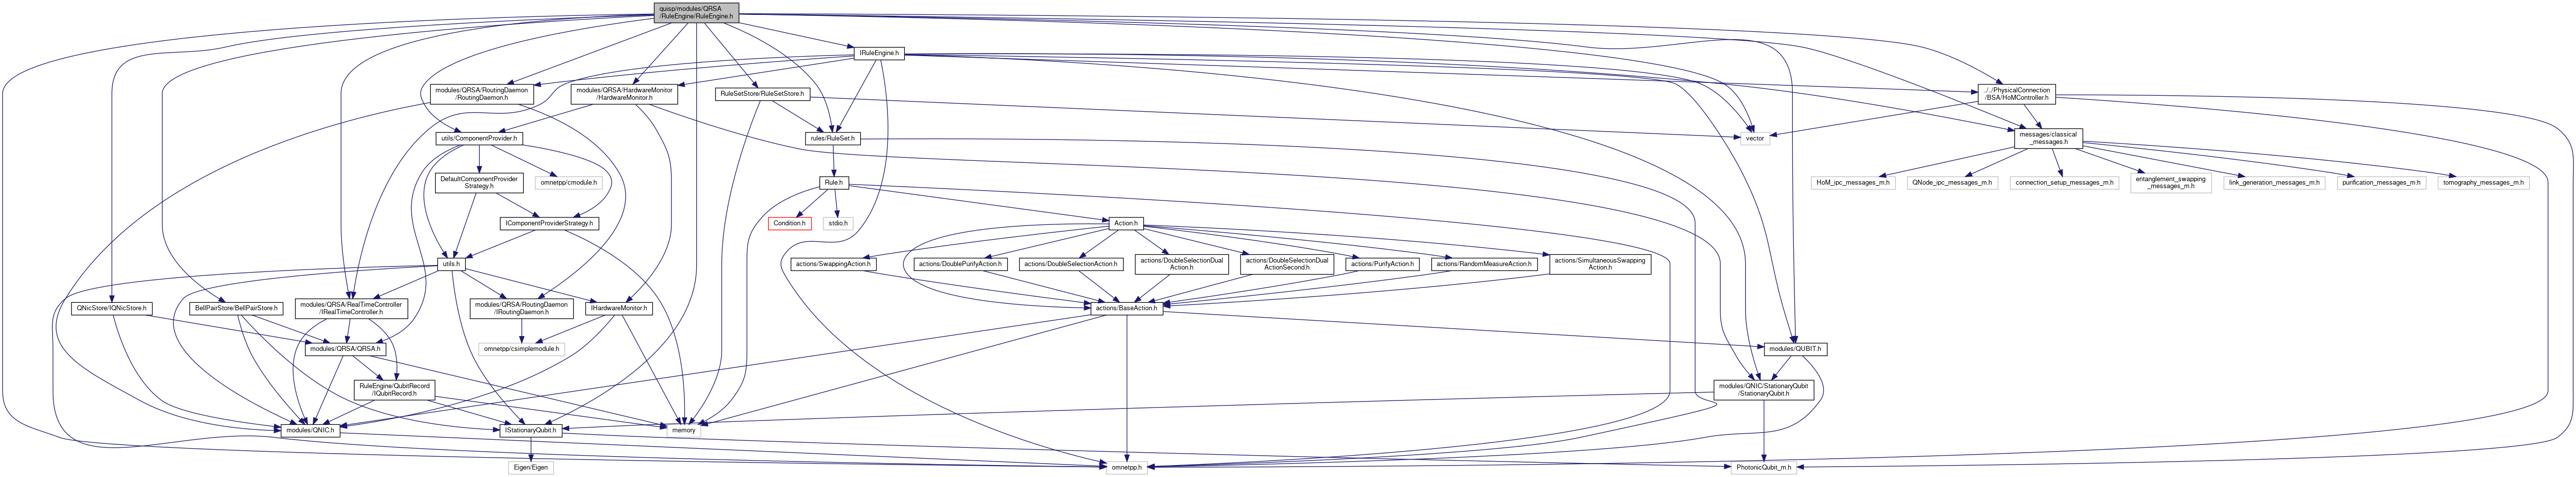 quisp/modules/QRSA
/RuleEngine/RuleEngine.h
IRuleEngine.h
modules/QRSA/RoutingDaemon
/RoutingDaemon.h
modules/QRSA/HardwareMonitor
/HardwareMonitor.h
RuleSetStore/RuleSetStore.h
../../PhysicalConnection
/BSA/HoMController.h
utils/ComponentProvider.h
rules/RuleSet.h
vector
messages/classical
_messages.h
DefaultComponentProvider
Strategy.h
omnetpp/cmodule.h
Rule.h
HoM_ipc_messages_m.h
QNode_ipc_messages_m.h
connection_setup_messages_m.h
entanglement_swapping
_messages_m.h
link_generation_messages_m.h
purification_messages_m.h
tomography_messages_m.h
IComponentProviderStrategy.h
Condition.h
stdio.h
Action.h
utils.h
actions/SwappingAction.h
actions/DoublePurifyAction.h
actions/DoubleSelectionAction.h
actions/DoubleSelectionDual
Action.h
actions/DoubleSelectionDual
ActionSecond.h
actions/PurifyAction.h
actions/RandomMeasureAction.h
actions/SimultaneousSwapping
Action.h
QNicStore/IQNicStore.h
BellPairStore/BellPairStore.h
modules/QRSA/RealTimeController
/IRealTimeController.h
modules/QRSA/RoutingDaemon
/IRoutingDaemon.h
IHardwareMonitor.h
actions/BaseAction.h
modules/QRSA/QRSA.h
omnetpp/csimplemodule.h
modules/QUBIT.h
RuleEngine/QubitRecord
/IQubitRecord.h
modules/QNIC/StationaryQubit
/StationaryQubit.h
modules/QNIC.h
IStationaryQubit.h
memory
Eigen/Eigen
omnetpp.h
PhotonicQubit_m.h